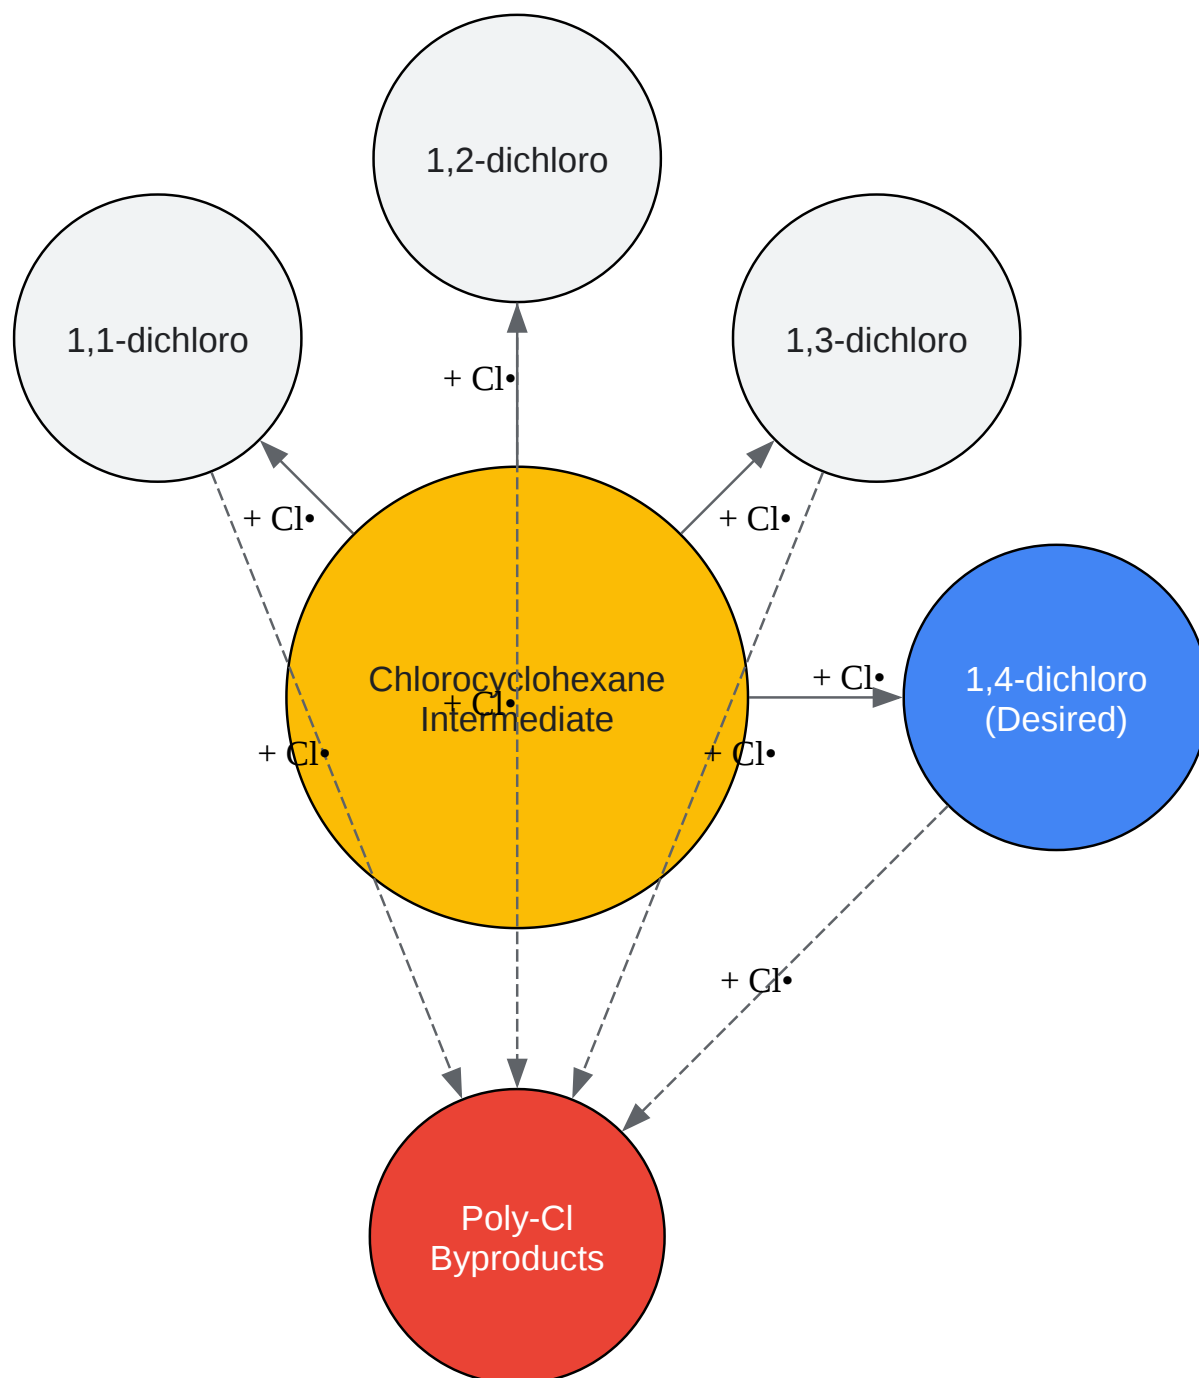 1,2-dichloro
1,1-dichloro
1,3-dichloro
+ Cl•
+ Cl•
+ Cl•
Chlorocyclohexane
Intermediate
+ Cl•
+ Cl•
1,4-dichloro
(Desired)
+ Cl•
+ Cl•
+ Cl•
Poly-Cl
Byproducts